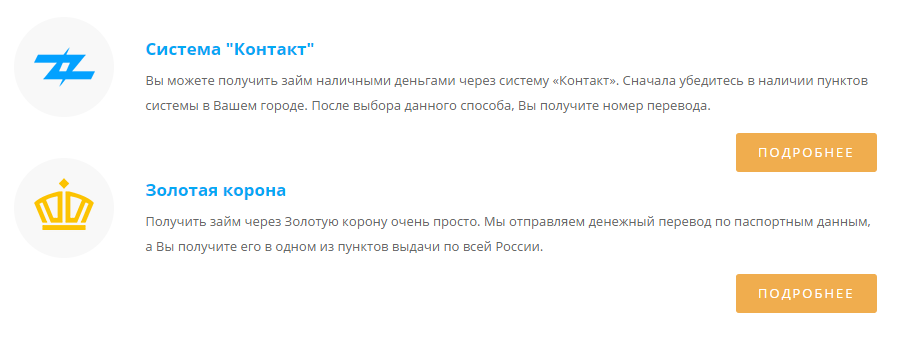 Система "Контакт"
Вы можете получить займ наличными деньгами через систему «Контакт». Сначала убедитесь в наличии пунктов
системы в Вашем городе. После выбора данного способа, Вы получите номер перевода.
ПОДРОБНЕЕ
Золотая корона
Получить займ через Золотую корону очень просто. Мы отправляем денежный перевод по паспортным данным,
а Вы получите его в одном из пунктов выдачи по всей России.
ПОДРОБНЕЕ